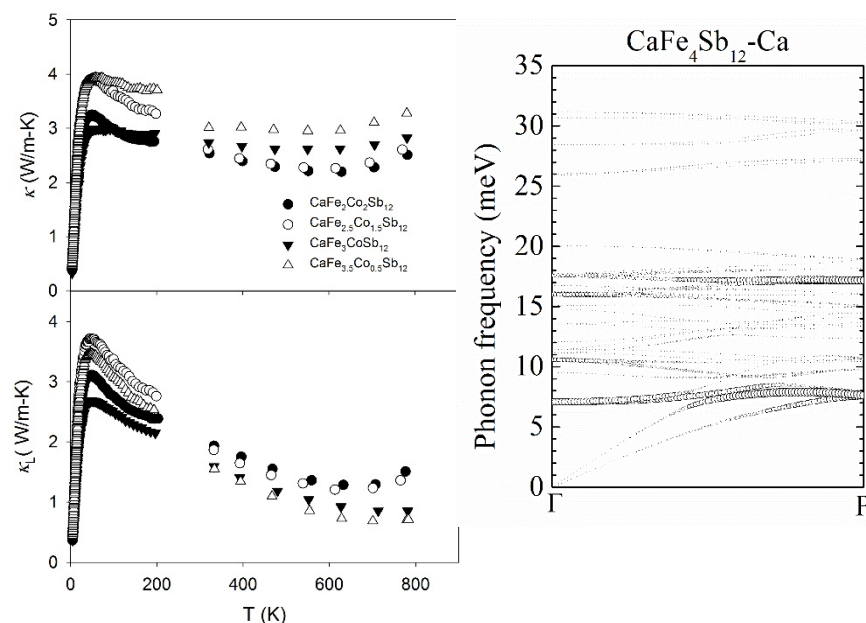 5
4
3
2
1
0
κ (W/m-K)
CaFe₂Co₂Sb₁₂
CaFe₂.₅Co₁.₅Sb₁₂
CaFe₃CoSb₁₂
CaFe₃.₅Co₀.₅Sb₁₂
4
3
2
1
0
κL( W/m-K)
0 200 400 600 800
T (K)
CaFe₄Sb₁₂-Ca
35
30
25
20
15
10
5
0
Phonon frequency (meV)
Γ P